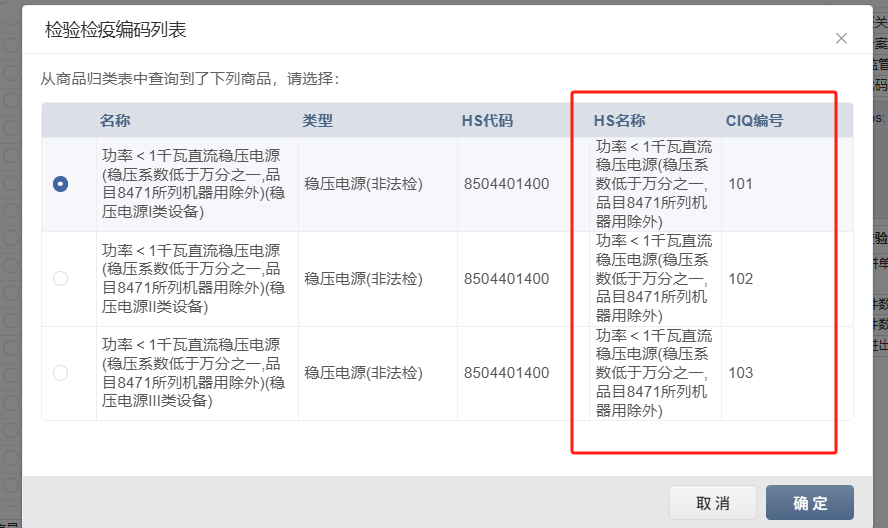 检验检疫编码列表
从商品归类表中查询到了下列商品，请选择：
名称 类型 HS代码 HS名称 CIQ编号
功率＜1千瓦直流稳压电源
(稳压系数低于万分之一,品
目8471所列机器用除外)(稳
压电源I类设备)
稳压电源(非法检)
8504401400
功率＜1千瓦直流
稳压电源(稳压系
数低于万分之一,
品目8471所列机
器用除外)
101
功率＜1千瓦直流稳压电源
(稳压系数低于万分之一,品
目8471所列机器用除外)(稳
压电源II类设备)
稳压电源(非法检)
8504401400
功率＜1千瓦直流
稳压电源(稳压系
数低于万分之一,
品目8471所列机
器用除外)
102
功率＜1千瓦直流稳压电源
(稳压系数低于万分之一,品
目8471所列机器用除外)(稳
压电源III类设备)
稳压电源(非法检)
8504401400
功率＜1千瓦直流
稳压电源(稳压系
数低于万分之一,
品目8471所列机
器用除外)
103
取消 确定